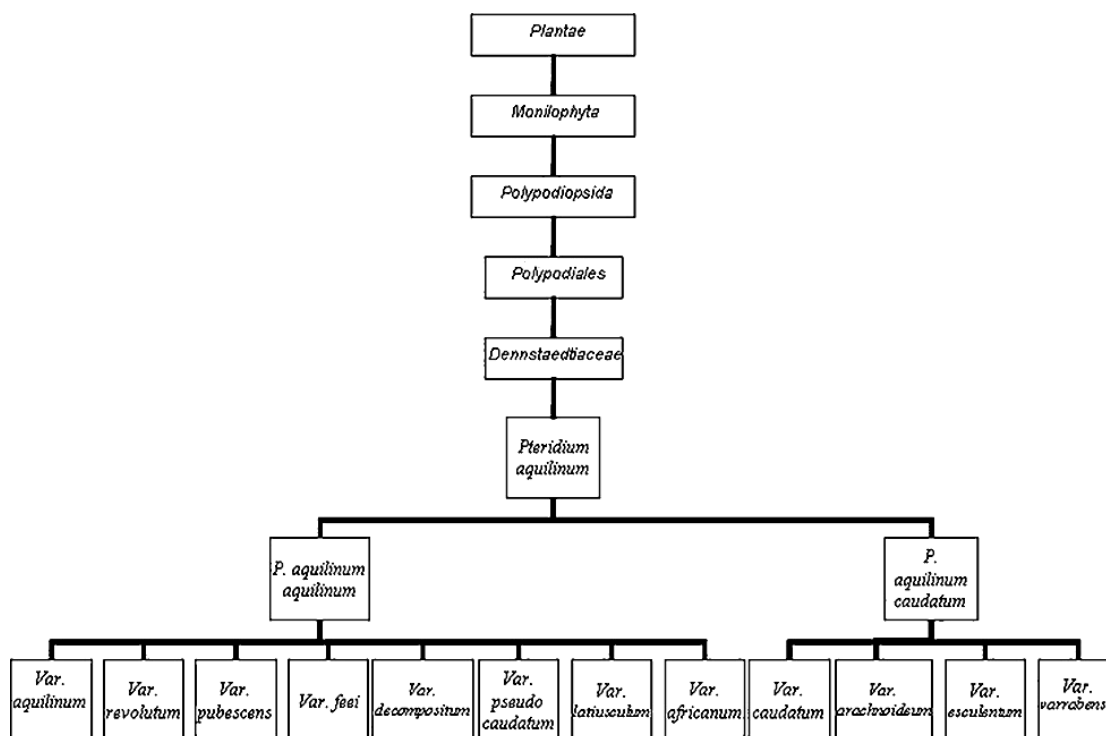 Plantae
Monilophyta
Polypodiopsida
Polypodiales
Dennstaedtiaceae
Pteridium
aquilinum
P. aquilinum
aquilinum
P.
aquilinum
caudatum
Var.
aquilinum
Var.
revolutum
Var.
pubescens
Var. feei
Var.
decompositum
Var.
pseudo
caudatum
Var.
latiusculum
Var.
africanum
Var.
caudatum
Var.
arachnoideum
Var.
esculentum
Var.
yarrabense